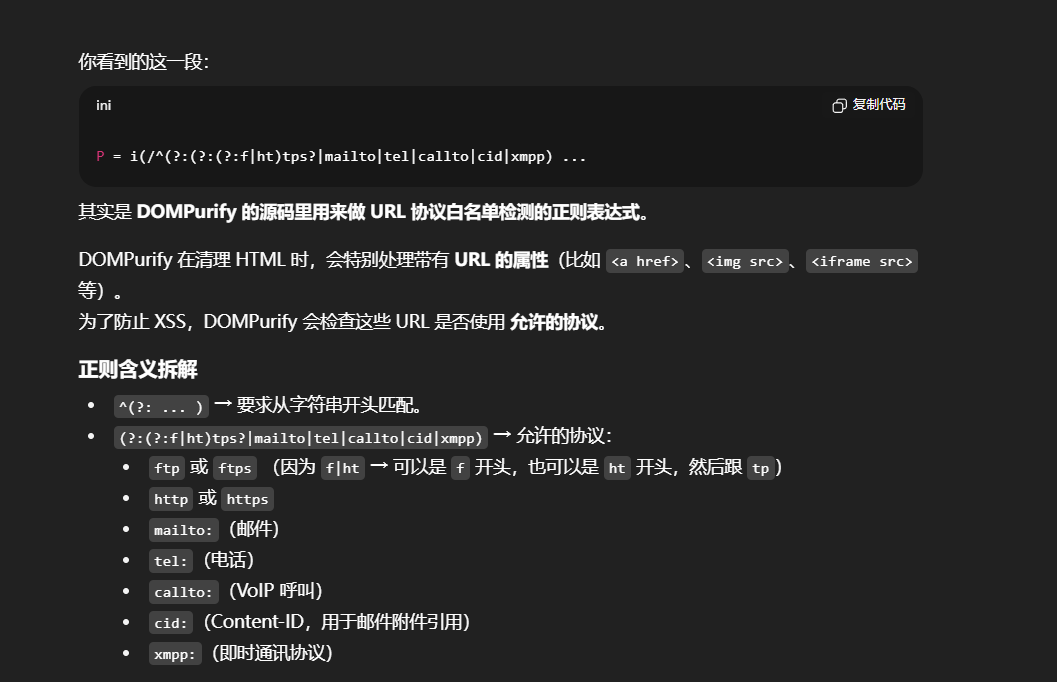 你看到的这一段：
ini
复制代码
P = i(/^(?:(?:(?:f|ht)tps?|mailto|tel|callto|cid|xmpp) ...
其实是 DOMPurify 的源码里用来做 URL 协议白名单检测的正则表达式。
DOMPurify 在清理 HTML 时，会特别处理带有 URL 的属性（比如 <a href>、<img src>、<iframe src>
等）。
为了防止 XSS，DOMPurify 会检查这些 URL 是否使用 允许的协议。
正则含义拆解
• ^(?: ... ) → 要求从字符串开头匹配。
• (?:(?:f|ht)tps?|mailto|tel|callto|cid|xmpp) → 允许的协议：
• ftp 或 ftps （因为 f|ht → 可以是 f 开头，也可以是 ht 开头，然后跟 tp）
• http 或 https
• mailto:（邮件）
• tel:（电话）
• callto:（VoIP 呼叫）
• cid:（Content-ID，用于邮件附件引用）
• xmpp:（即时通讯协议）